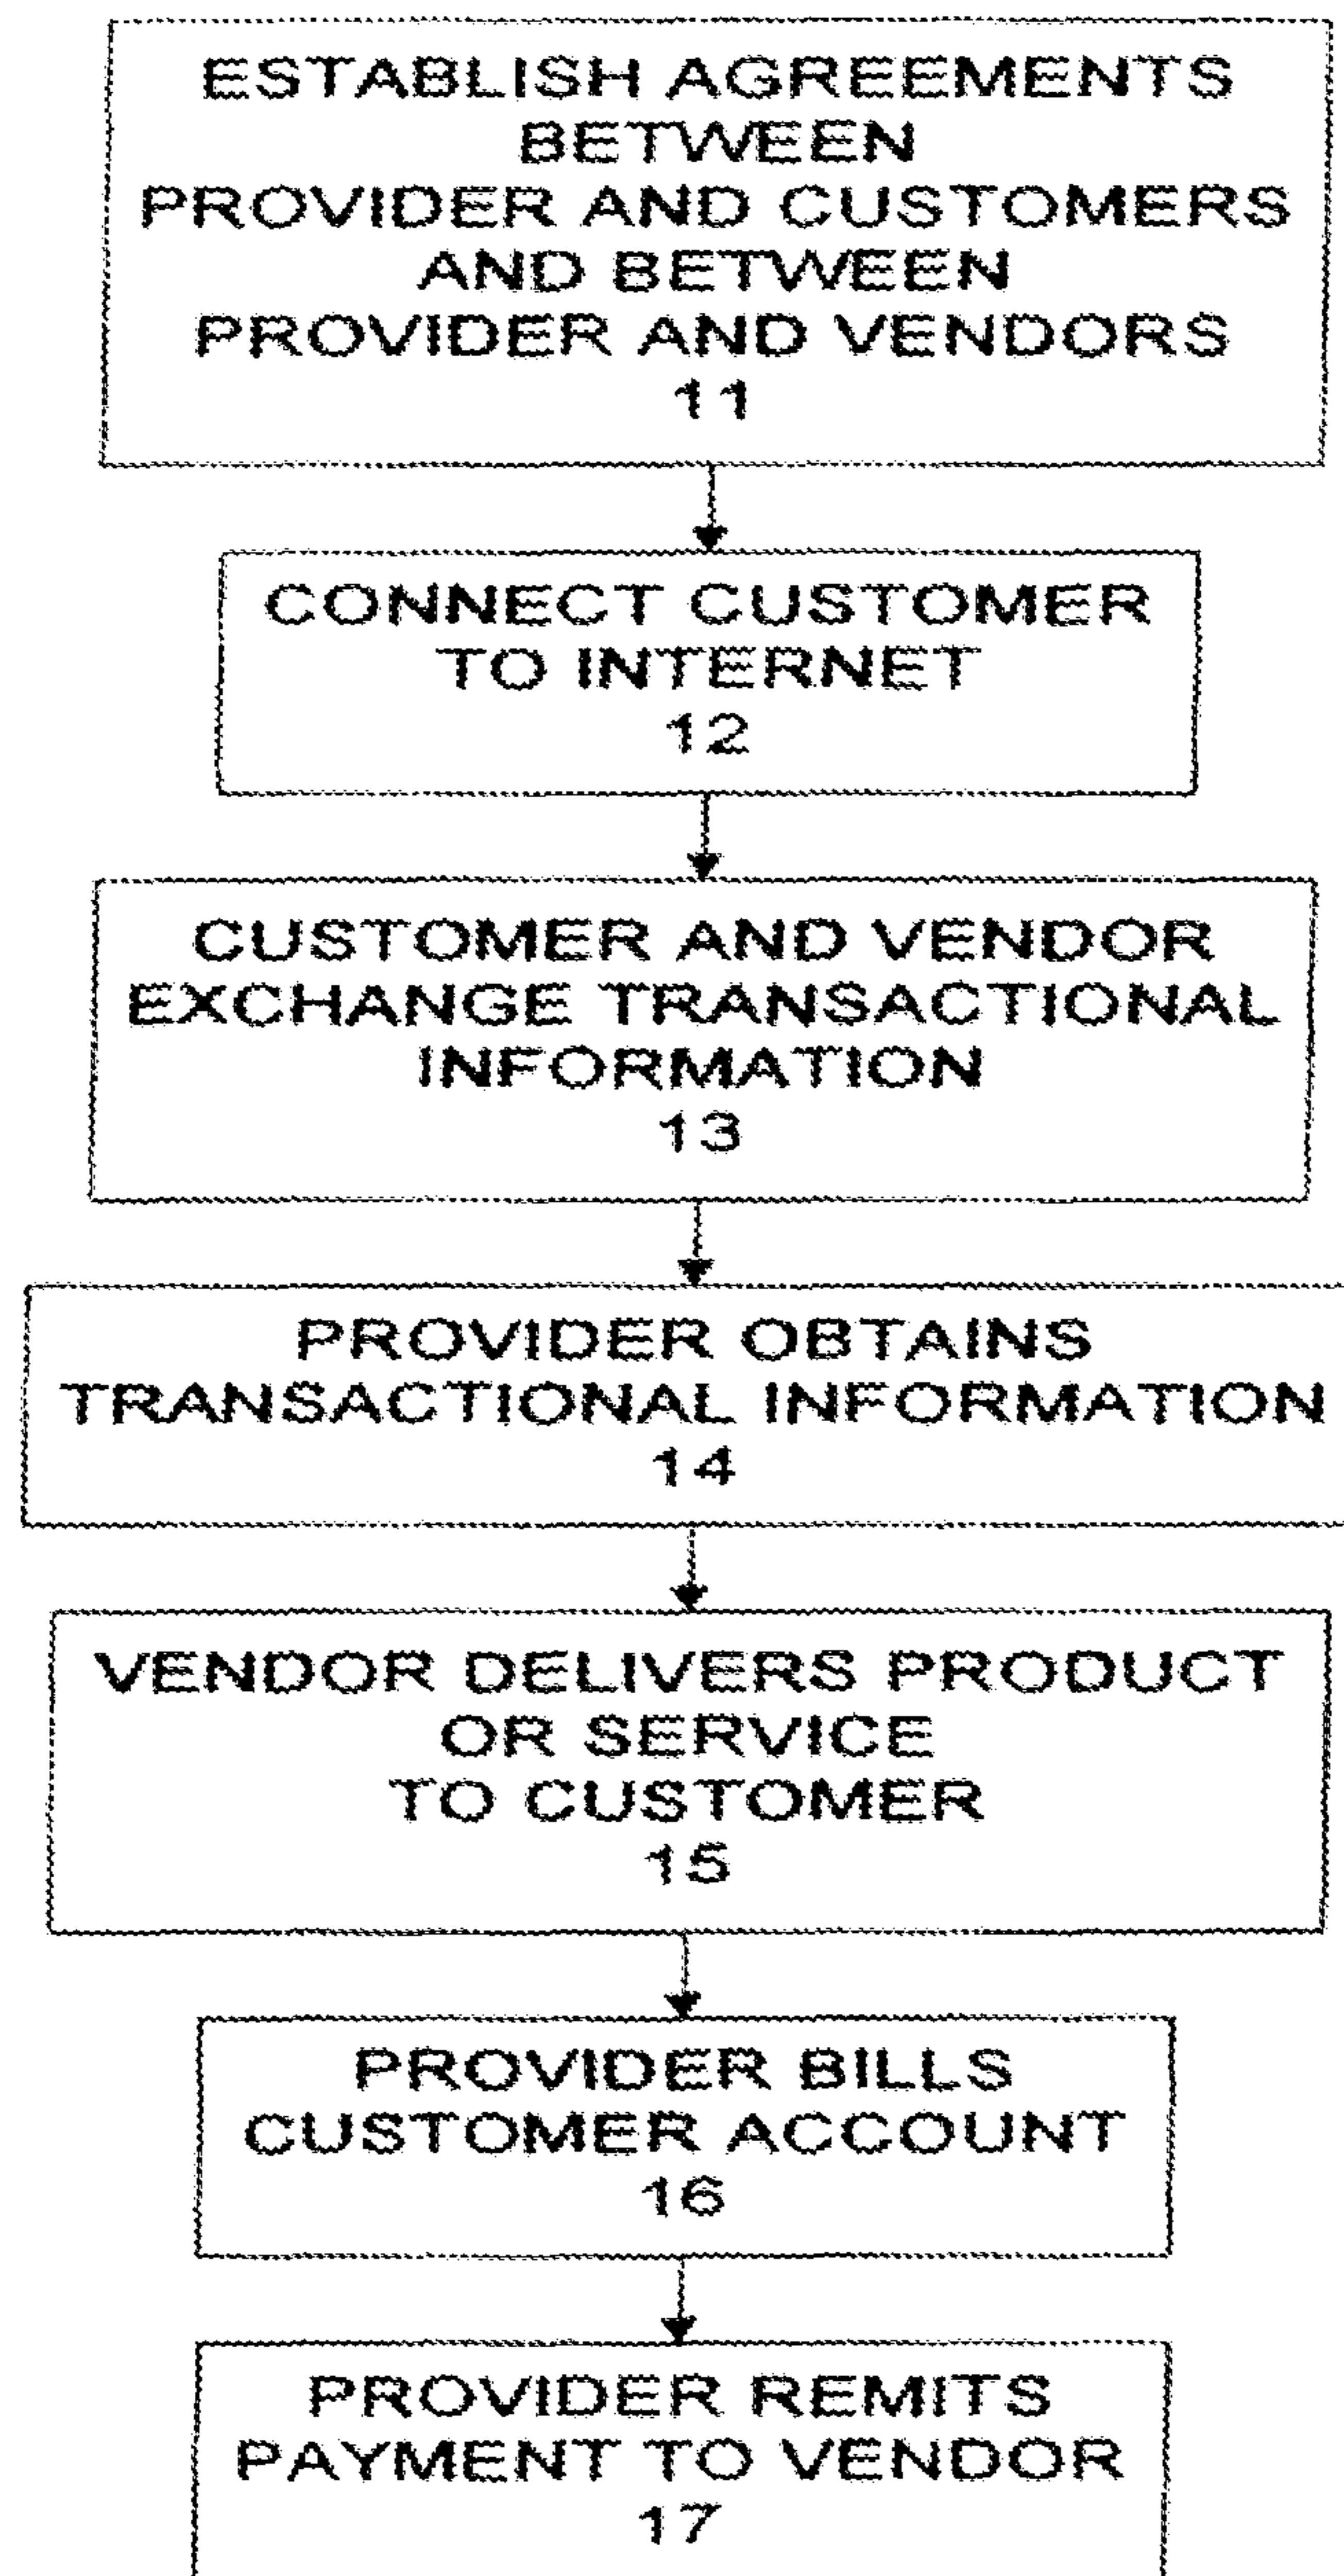 ESTABLISH AGREEMENTS
BETWEEN
PROVIDER AND CUSTOMERS
AND BETWEEN
PROVIDER AND VENDORS
11
CONNECT CUSTOMER
TO INTERNET
12
CUSTOMER AND VENDOR
EXCHANGE TRANSACTIONAL
INFORMATION
13
PROVIDER OBTAINS
TRANSACTIONAL INFORMATION
14
VENDOR DELIVERS PRODUCT
OR SERVICE
TO CUSTOMER
15
PROVIDER BILLS
CUSTOMER ACCOUNT
16
PROVIDER REMITS
PAYMENT TO VENDOR
17